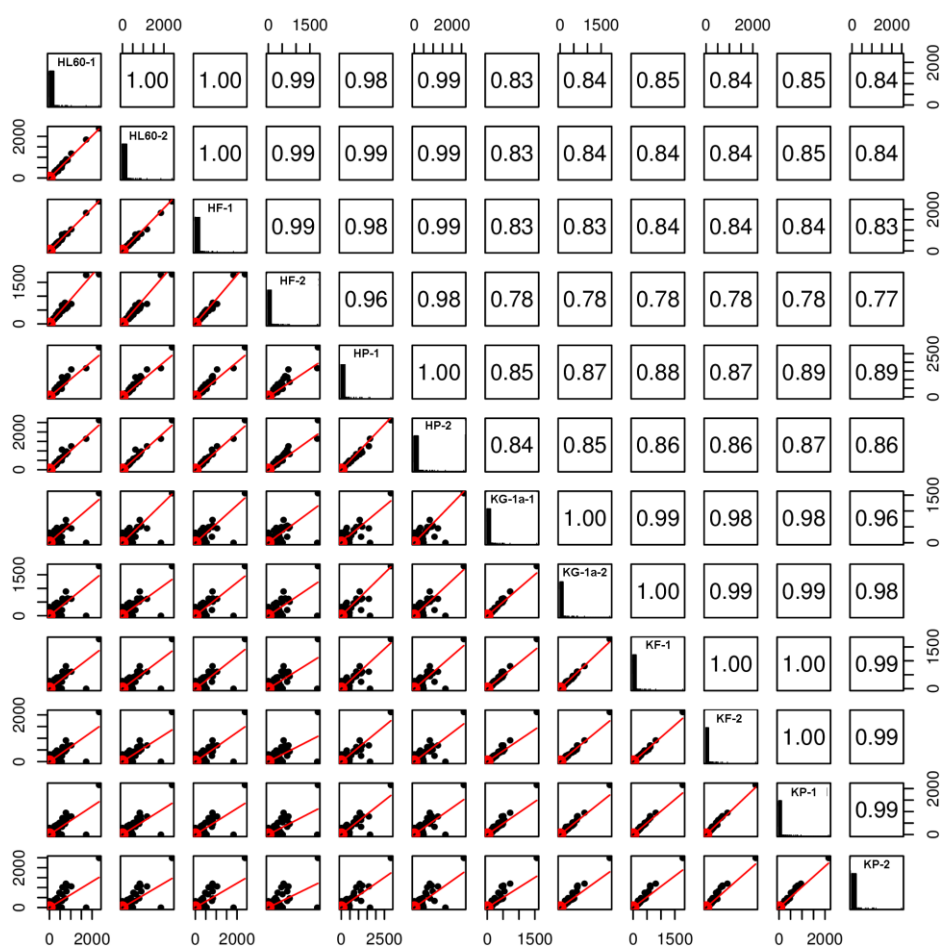 0 2000 0 2000 0 1500 0 1500 0 2000 0 2000
HL60-1 1.00 1.00 0.99 0.98 0.99 0.83 0.84 0.85 0.84 0.85 0.84 0 2000
0 2000 HL60-2 1.00 0.99 0.99 0.99 0.83 0.84 0.84 0.84 0.85 0.84
HF-1 0.99 0.98 0.99 0.83 0.83 0.84 0.84 0.84 0.83 0 2000
0 1500 HF-2 0.96 0.98 0.78 0.78 0.78 0.78 0.78 0.77
HP-1 1.00 0.85 0.87 0.88 0.87 0.89 0.89 0 2500
0 2000 HP-2 0.84 0.85 0.86 0.86 0.87 0.86
KG-1a-1 1.00 0.99 0.98 0.98 0.96 0 1500
0 1500 KG-1a-2 1.00 0.99 0.99 0.98
KF-1 1.00 1.00 0.99 0 1500
0 2000 KF-2 1.00 0.99
KP-1 0.99 0 2000
0 2000 KP-2
0 2000 0 2000 0 2500 0 1500 0 1500 0 2000